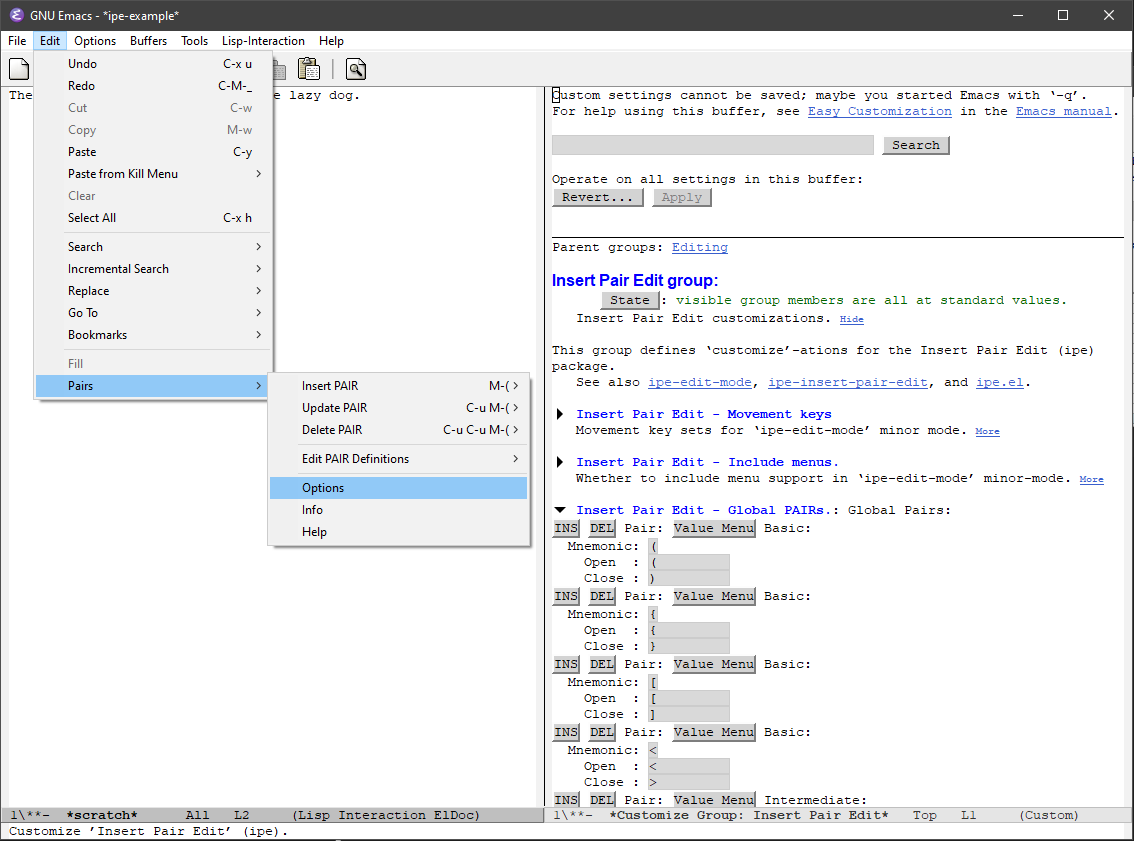 GNU Emacs - *ipe-example*
File Edit Options Buffers Tools Lisp-Interaction Help
Undo C-x u
Redo C-M-_
Cut C-w
Copy M-w
Paste C-y
Paste from Kill Menu
Clear
Select All C-x h
Search
Incremental Search
Replace
Go To
Bookmarks
Fill
Pairs
Insert PAIR M-(
Update PAIR C-u M-(
Delete PAIR C-u C-u M-(
Edit PAIR Definitions
Options
Info
Help
The e lazy dog.
1\**- *scratch* All L2 (Lisp Interaction ElDoc)
Custom settings cannot be saved; maybe you started Emacs with ‘-q’.
For help using this buffer, see Easy Customization in the Emacs manual.
Search
Operate on all settings in this buffer:
Revert... Apply
Parent groups: Editing
Insert Pair Edit group:
State : visible group members are all at standard values.
Insert Pair Edit customizations. Hide
This group defines ‘customize’-ations for the Insert Pair Edit (ipe)
package.
See also ipe-edit-mode, ipe-insert-pair-edit, and ipe.el.
Insert Pair Edit - Movement keys
Movement key sets for ‘ipe-edit-mode’ minor mode. More
Insert Pair Edit - Include menus.
Whether to include menu support in ‘ipe-edit-mode’ minor-mode. More
Insert Pair Edit - Global PAIRs.: Global Pairs:
INS DEL Pair: Value Menu Basic:
Mnemonic: (
Open : (
Close : )
INS DEL Pair: Value Menu Basic:
Mnemonic: {
Open : {
Close : }
INS DEL Pair: Value Menu Basic:
Mnemonic: [
Open : [
Close : ]
INS DEL Pair: Value Menu Basic:
Mnemonic: <
Open : <
Close : >
INS DEL Pair: Value Menu Intermediate:
1\**- *Customize Group: Insert Pair Edit* Top L1 (Custom)
Customize ’Insert Pair Edit’ (ipe).